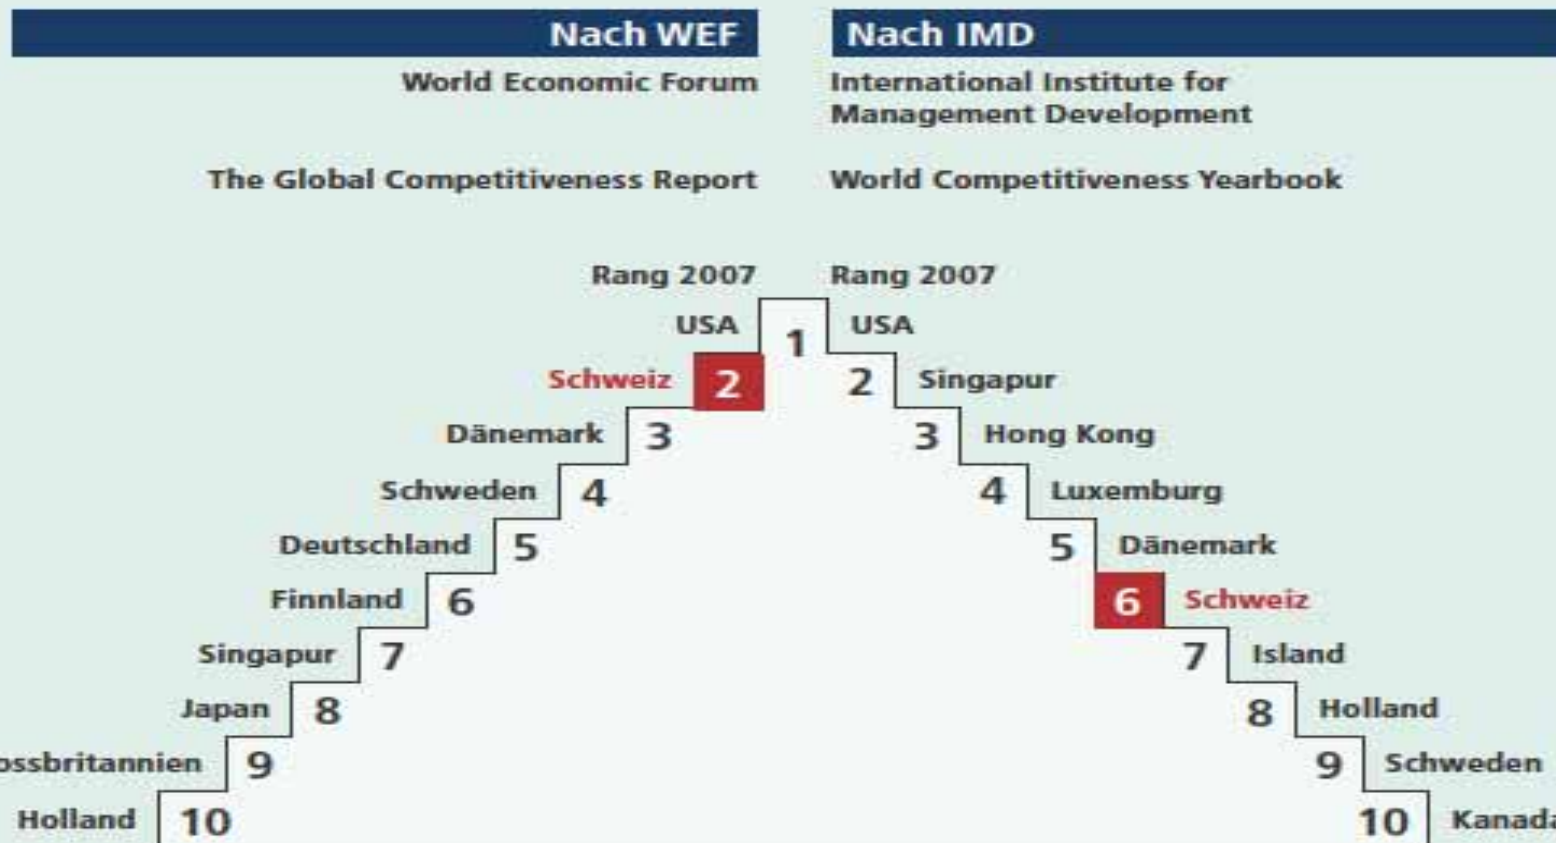 Nach WEF
World Economic Forum
The Global Competitiveness Report
Rang 2007
USA
Schweiz 2
Dänemark 3
Schweden 4
Deutschland 5
Finnland 6
Singapur 7
Japan 8
ossbritannien 9
Holland 10
Nach IMD
International Institute for
Management Development
World Competitiveness Yearbook
Rang 2007
1 USA
2 Singapur
3 Hong Kong
4 Luxemburg
5 Dänemark
6 Schweiz
7 Island
8 Holland
9 Schweden
10 Kanada